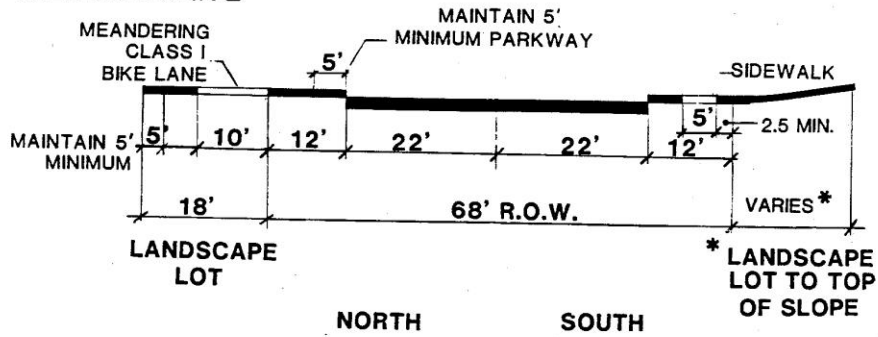 MAINTAIN 5'
MINIMUM PARKWAY
MEANDERING
CLASS I
BIKE LANE
5'
SIDEWALK
5'
2.5 MIN.
MAINTAIN 5'
MINIMUM
5'
10'
12'
22'
22'
12'
18'
68' R.O.W.
VARIES *
LANDSCAPE
LOT
* LANDSCAPE
LOT TO TOP
OF SLOPE
NORTH
SOUTH